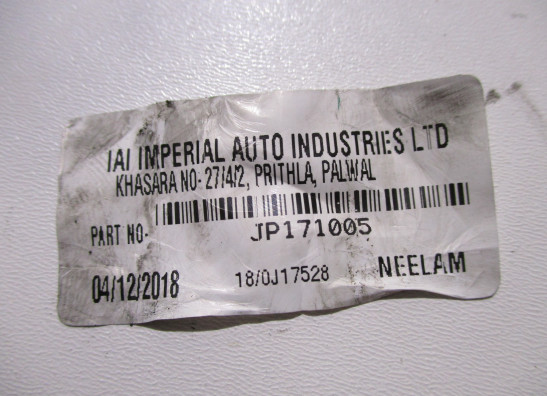 IAI IMPERIAL AUTO INDUSTRIES LTD
KHASARA NO- 27/4/2, PRITHLA, PALWAL
PART NO- JP171005
04/12/2018 18/0J17528 NEELAM